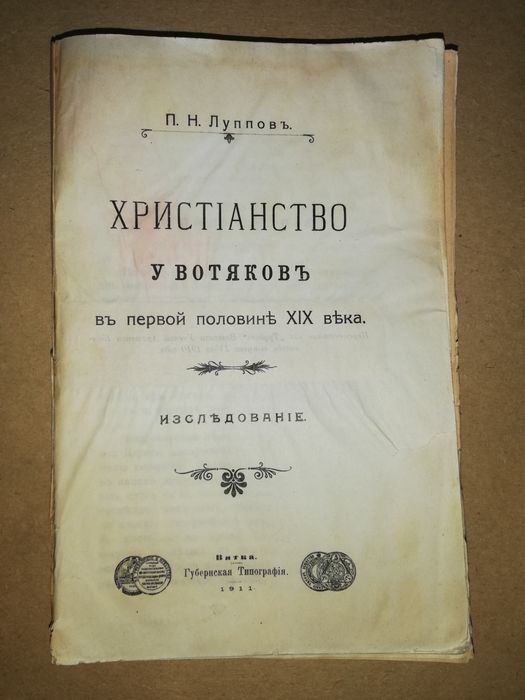 П. Н. Лупповъ.
ХРИСТІАНСТВО
У ВОТЯКОВЪ
въ первой половинѣ XIX вѣка.
ИЗСЛѢДОВАНІЕ.
Вятка.
Губернская Типографія.
1911